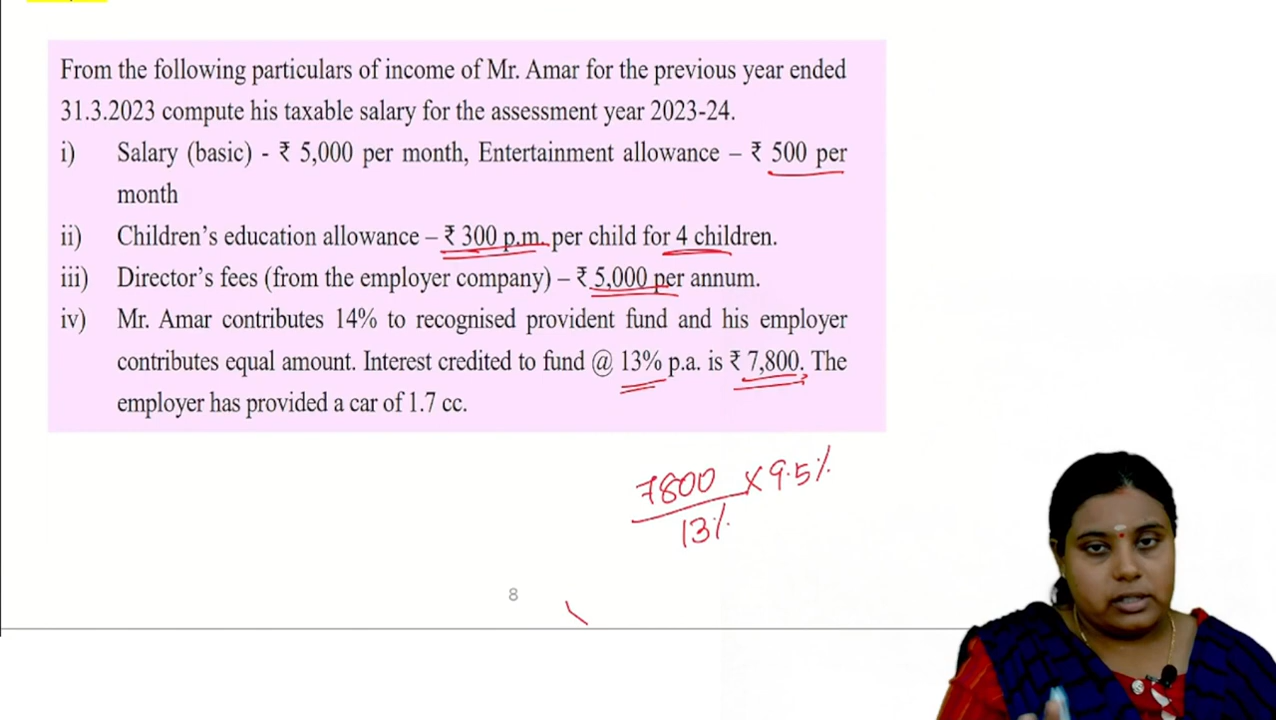 From the following particulars of income of Mr. Amar for the previous year ended
31.3.2023 compute his taxable salary for the assessment year 2023-24.
i) Salary (basic) - ₹ 5,000 per month, Entertainment allowance – ₹ 500 per
month
ii) Children's education allowance – ₹ 300 p.m. per child for 4 children.
iii) Director's fees (from the employer company) – ₹ 5,000 per annum.
iv) Mr. Amar contributes 14% to recognised provident fund and his employer
contributes equal amount. Interest credited to fund @ 13% p.a. is ₹ 7,800. The
employer has provided a car of 1.7 cc.
7800 x 9.5%
13%
8